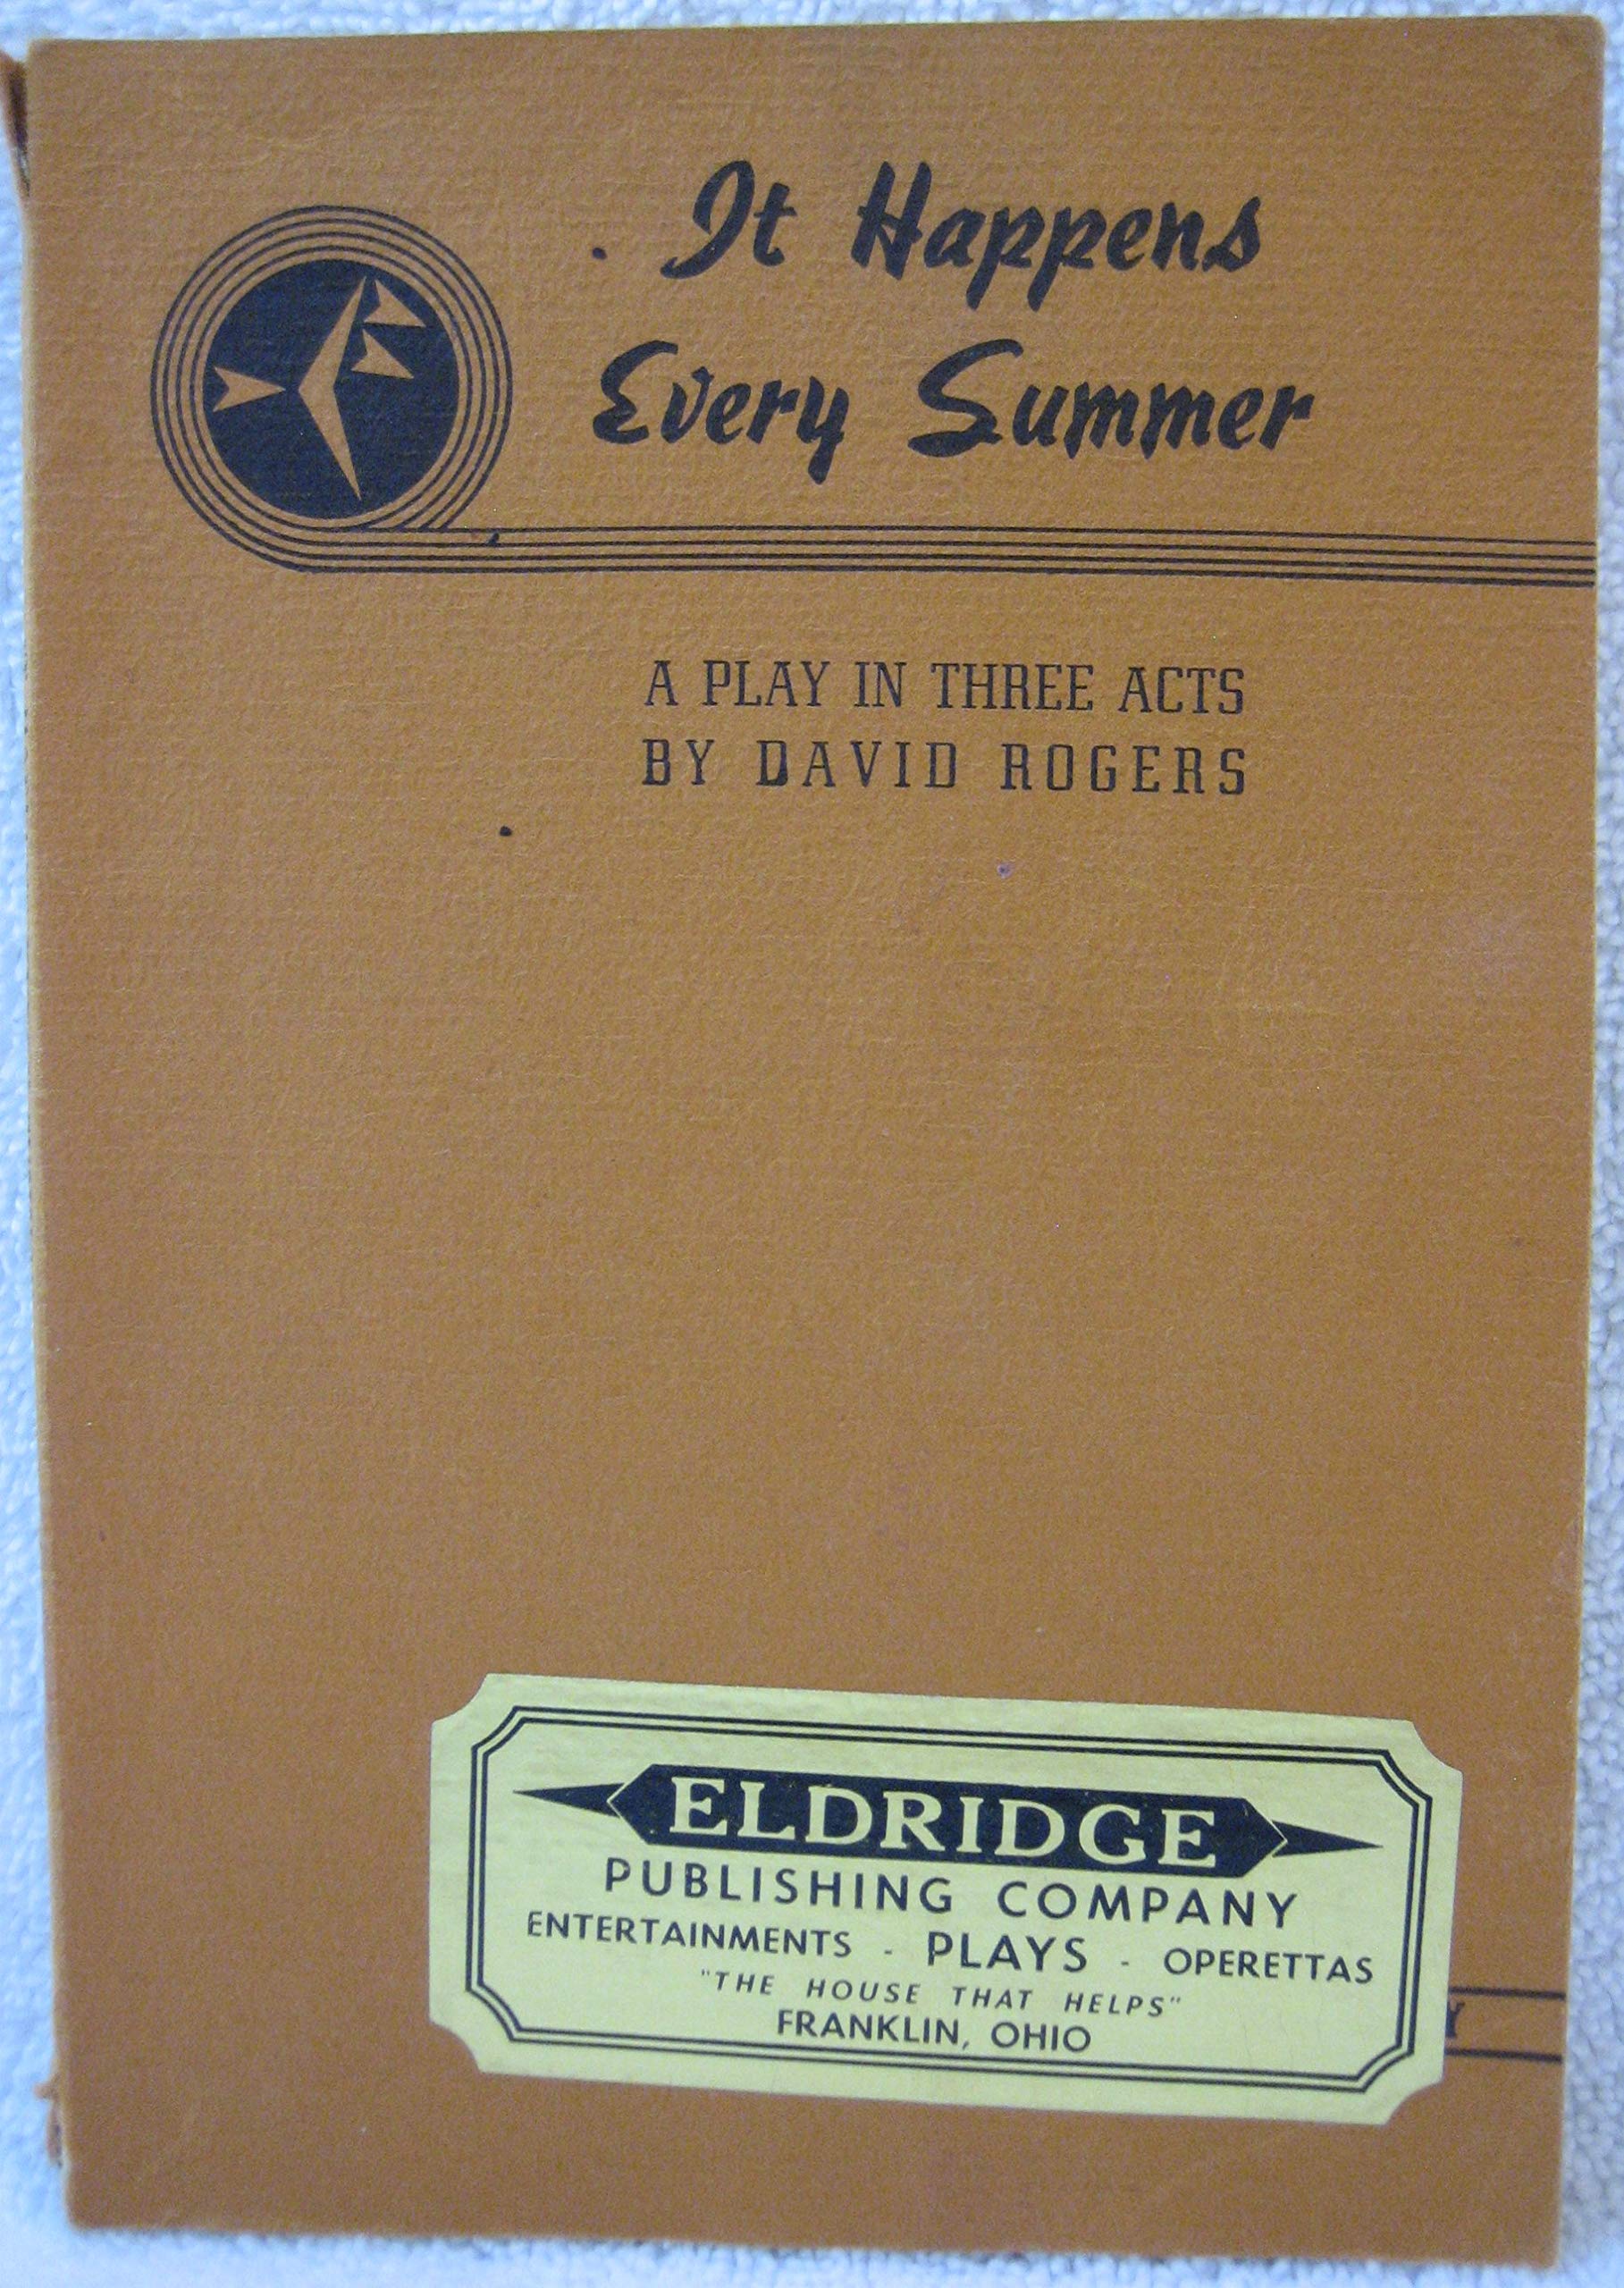 It Happens
Every Summer
A PLAY IN THREE ACTS
BY DAVID ROGERS
ELDRIDGE
PUBLISHING COMPANY
ENTERTAINMENTS - PLAYS - OPERETTAS
"THE HOUSE THAT HELPS"
FRANKLIN, OHIO
Y